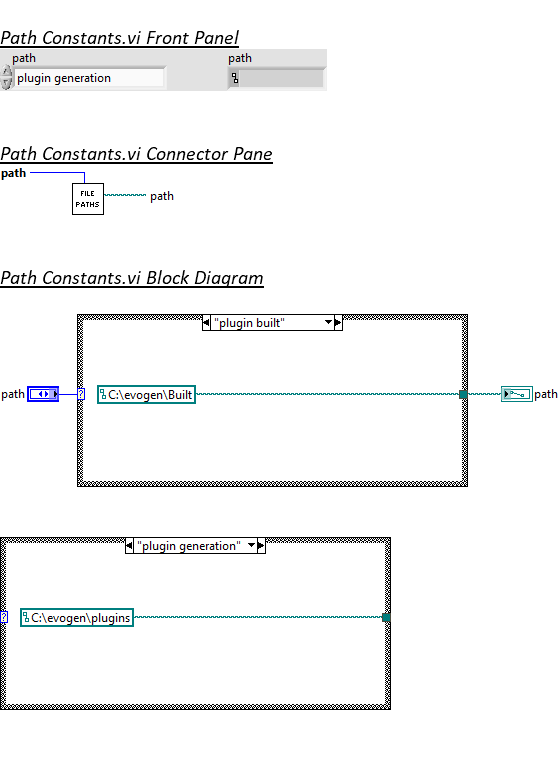 Path Constants.vi Front Panel
path path
plugin generation
Path Constants.vi Connector Pane
path
FILE
PATHS
path
Path Constants.vi Block Diagram
"plugin built"
path ? C:\evogen\Built path
"plugin generation"
? C:\evogen\plugins